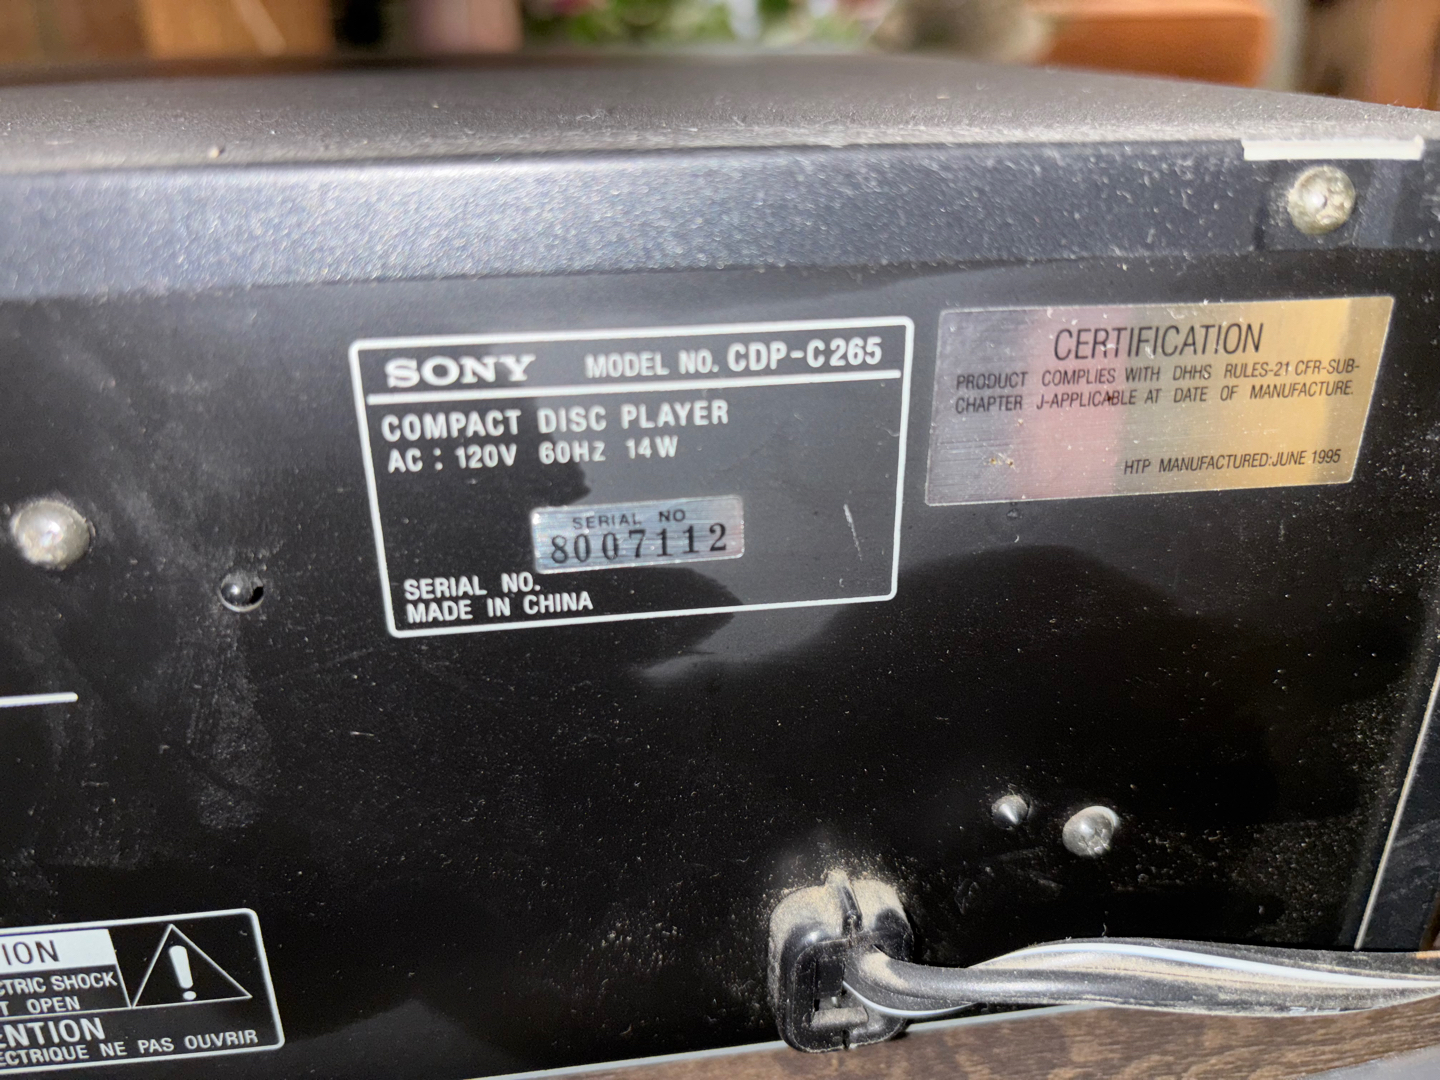 SONY MODEL NO. CDP-C265
COMPACT DISC PLAYER
AC : 120V 60Hz 14W
SERIAL NO
8007112
SERIAL NO.
MADE IN CHINA
CERTIFICATION
PRODUCT COMPLIES WITH DHHS RULES-21 CFR-SUB-
CHAPTER J-APPLICABLE AT DATE OF MANUFACTURE.
HTP MANUFACTURED:JUNE 1995
ION
CTRIC SHOCK
T OPEN
ENTION
ECTRIQUE NE PAS OUVRIR